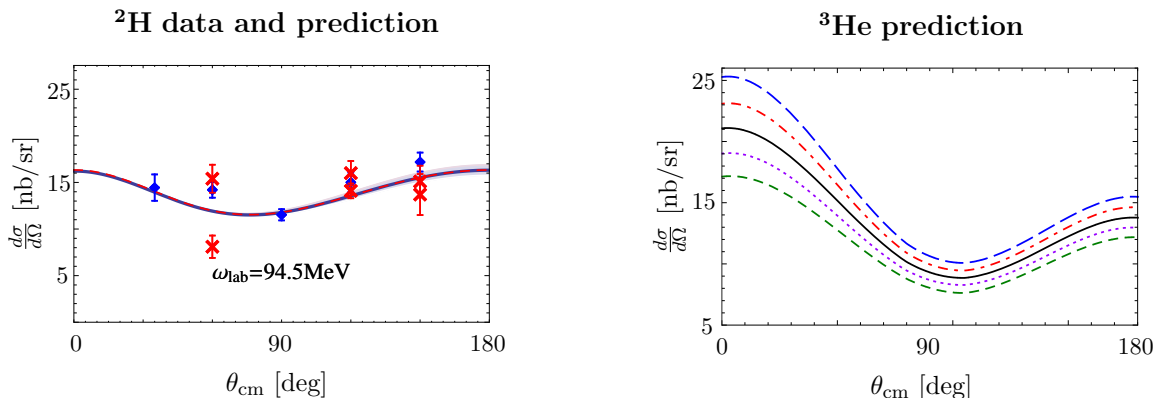 ²H data and prediction
25
15
5
dσ/dΩ [nb/sr]
ω_lab=94.5MeV
0 90 180
θ_cm [deg]
³He prediction
25
15
5
dσ/dΩ [nb/sr]
0 90 180
θ_cm [deg]